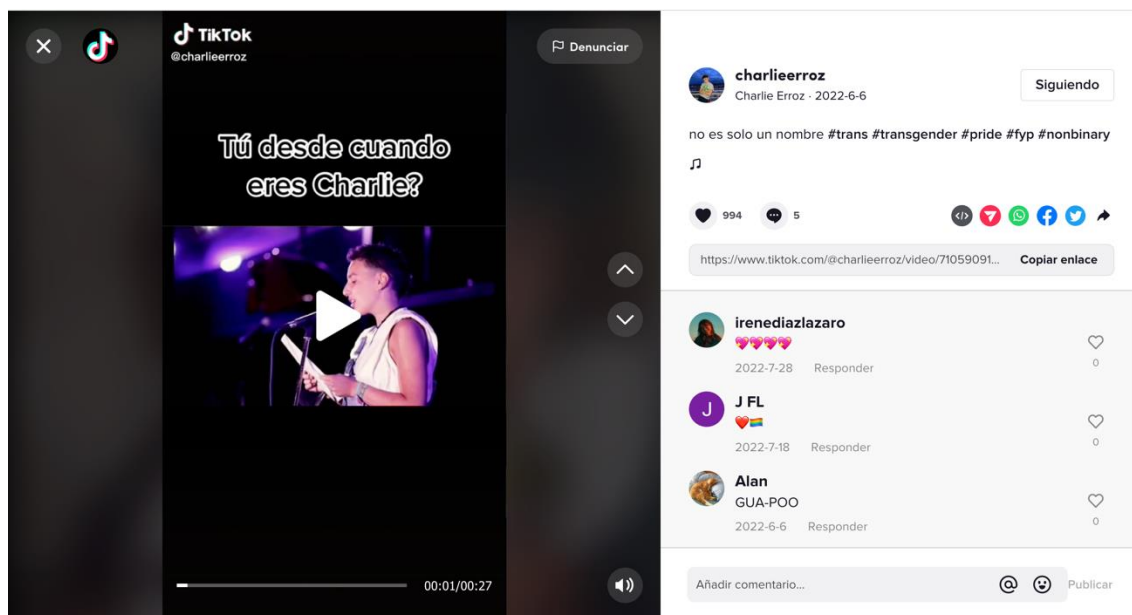 TikTok
@charlieerroz
Denunciar
Tú desde cuando
eres Charlie?
00:01/00:27
charlieerroz
Charlie Erroz · 2022-6-6
Siguiendo
no es solo un nombre #trans #transgender #pride #fyp #nonbinary
994
5
https://www.tiktok.com/@charlieerroz/video/71059091...
Copiar enlace
irenediazlazaro
💖💖💖💖
2022-7-28 Responder
0
J
J FL
❤️🏳️‍🌈
2022-7-18 Responder
0
Alan
GUA-POO
2022-6-6 Responder
0
Añadir comentario...
Publicar